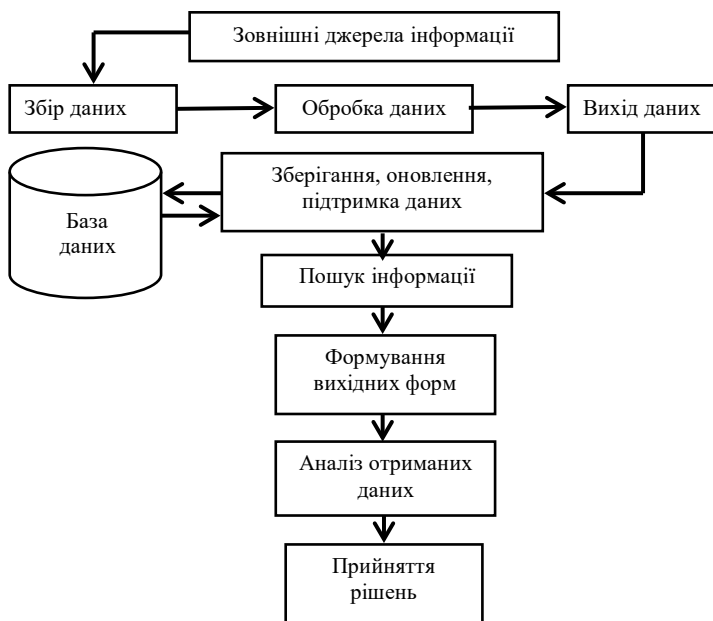 Зовнішні джерела інформації
Збір даних
Обробка даних
Вихід даних
Зберігання, оновлення,
підтримка даних
База
даних
Пошук інформації
Формування
вихідних форм
Аналіз отриманих
даних
Прийняття
рішень